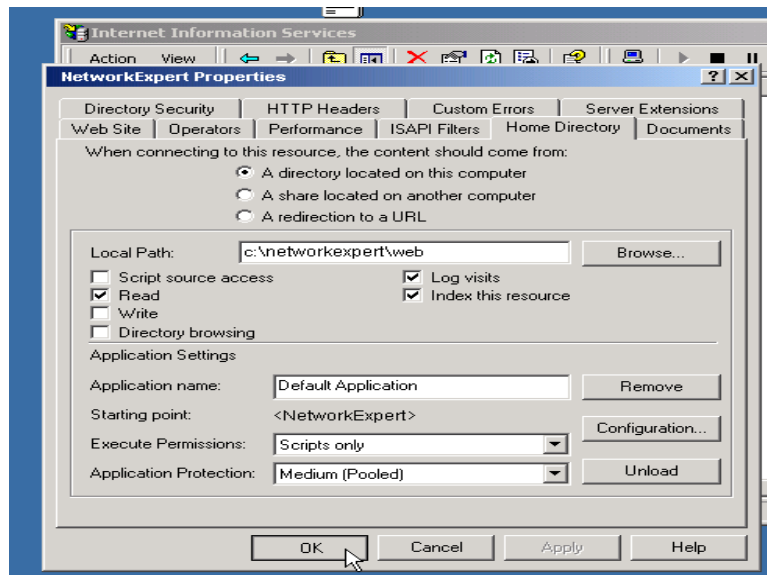 Internet Information Services
Action View
NetworkExpert Properties
Directory Security HTTP Headers Custom Errors Server Extensions
Web Site Operators Performance ISAPI Filters Home Directory Documents
When connecting to this resource, the content should come from:
A directory located on this computer
A share located on another computer
A redirection to a URL
Local Path: c:\networkexpert\web Browse...
Script source access Log visits
Read Index this resource
Write
Directory browsing
Application Settings
Application name: Default Application Remove
Starting point: <NetworkExpert>
Configuration...
Execute Permissions: Scripts only
Application Protection: Medium (Pooled) Unload
OK Cancel Apply Help